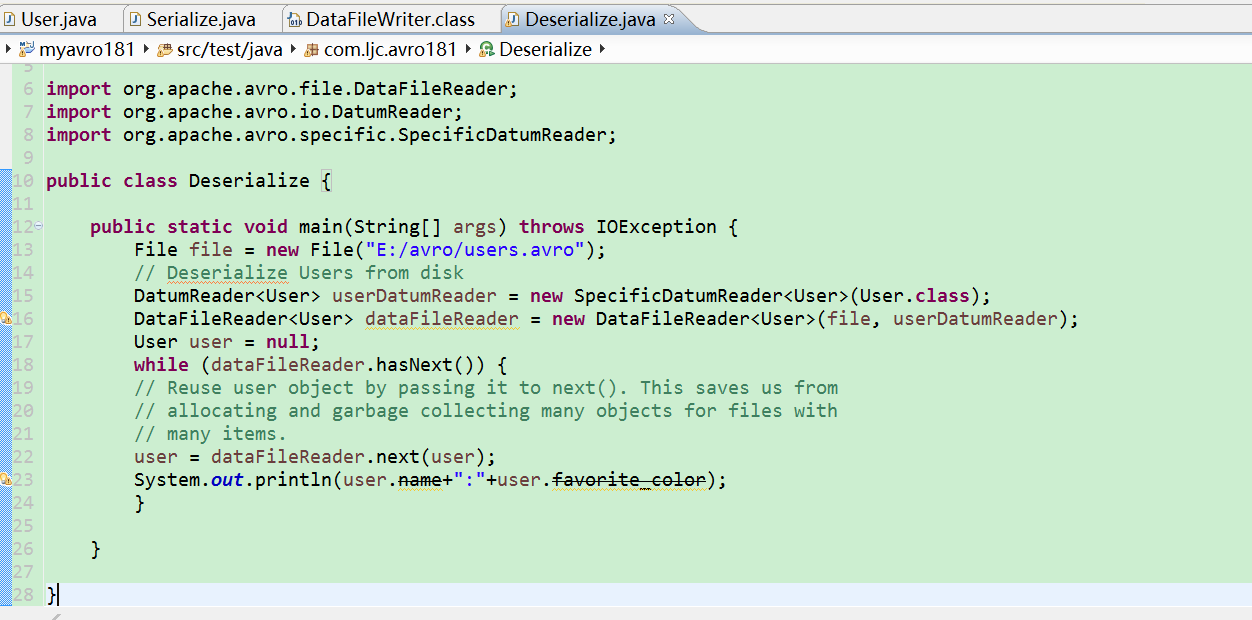 User.java Serialize.java DataFileWriter.class Deserialize.java
myavro181 src/test/java com.ljc.avro181 Deserialize
5
6 import org.apache.avro.file.DataFileReader;
7 import org.apache.avro.io.DatumReader;
8 import org.apache.avro.specific.SpecificDatumReader;
9
10 public class Deserialize {
11
12 public static void main(String[] args) throws IOException {
13 File file = new File("E:/avro/users.avro");
14 // Deserialize Users from disk
15 DatumReader<User> userDatumReader = new SpecificDatumReader<User>(User.class);
16 DataFileReader<User> dataFileReader = new DataFileReader<User>(file, userDatumReader);
17 User user = null;
18 while (dataFileReader.hasNext()) {
19 // Reuse user object by passing it to next(). This saves us from
20 // allocating and garbage collecting many objects for files with
21 // many items.
22 user = dataFileReader.next(user);
23 System.out.println(user.name+":"+user.favorite_color);
24 }
25
26 }
27
28 }